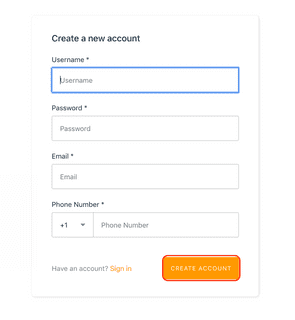 Create a new account
Username *
Username
Password *
Password
Email *
Email
Phone Number *
+1 Phone Number
Have an account? Sign in CREATE ACCOUNT